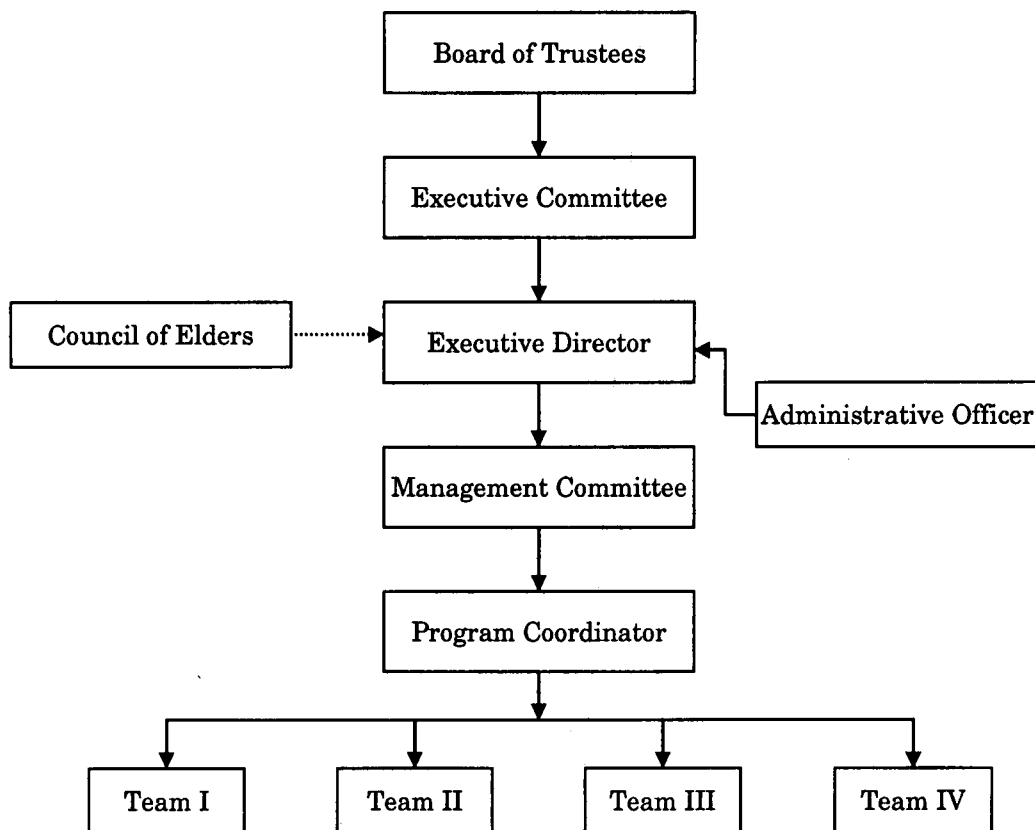 Board of Trustees
Executive Committee
Council of Elders
Executive Director
Administrative Officer
Management Committee
Program Coordinator
Team I
Team II
Team III
Team IV